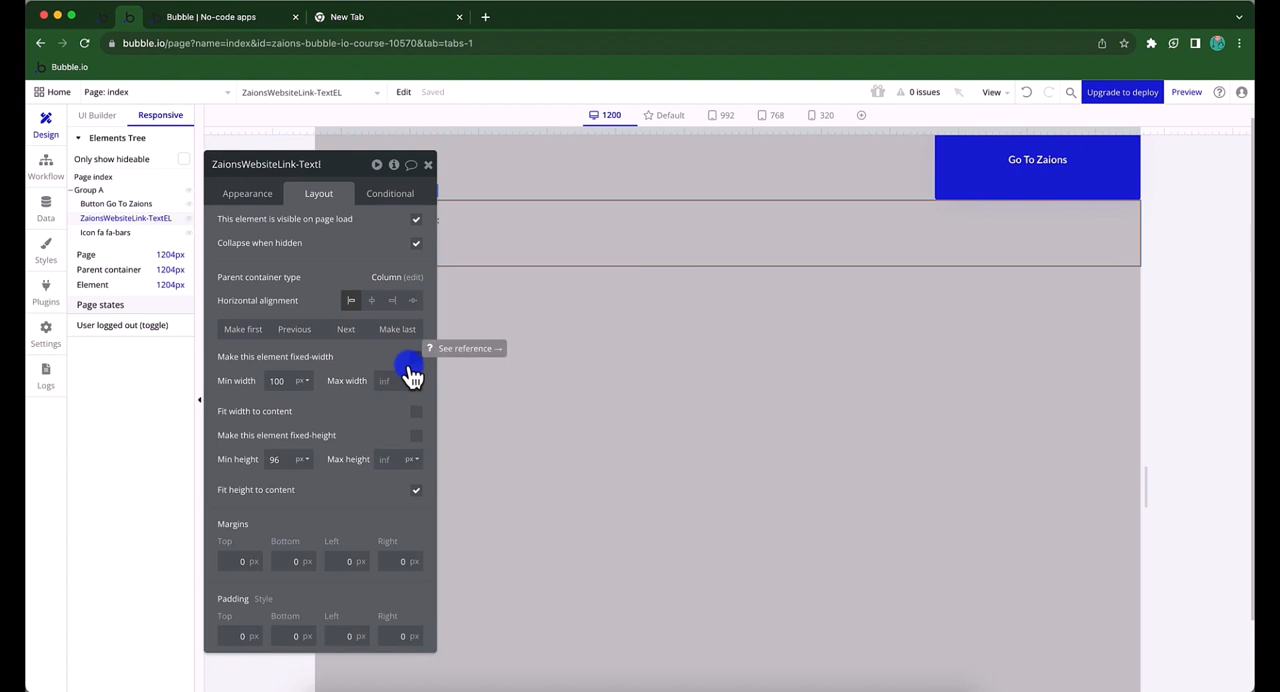 Bubble | No-code apps
New Tab
bubble.io/page?name=index&id=zaions-bubble-io-course-10570&tab=tabs-1
Bubble.io
Home
Page: index
ZaionsWebsiteLink-TextEL
Edit
Saved
0 issues
View
Upgrade to deploy
Preview
Design
Workflow
Data
Styles
Plugins
Settings
Logs
UI Builder
Responsive
Elements Tree
Only show hideable
Page index
Group A
Button Go To Zaions
ZaionsWebsiteLink-TextEL
Icon fa fa-bars
Page 1204px
Parent container 1204px
Element 1204px
Page states
User logged out (toggle)
1200
Default
992
768
320
Go To Zaions
ZaionsWebsiteLink-Textl
Appearance
Layout
Conditional
This element is visible on page load
Collapse when hidden
Parent container type Column (edit)
Horizontal alignment
Make first Previous Next Make last
? See reference →
Make this element fixed-width
Min width 100 px Max width inf
Fit width to content
Make this element fixed-height
Min height 96 px Max height inf px
Fit height to content
Margins
Top Bottom Left Right
0 px 0 px 0 px 0 px
Padding Style
Top Bottom Left Right
0 px 0 px 0 px 0 px